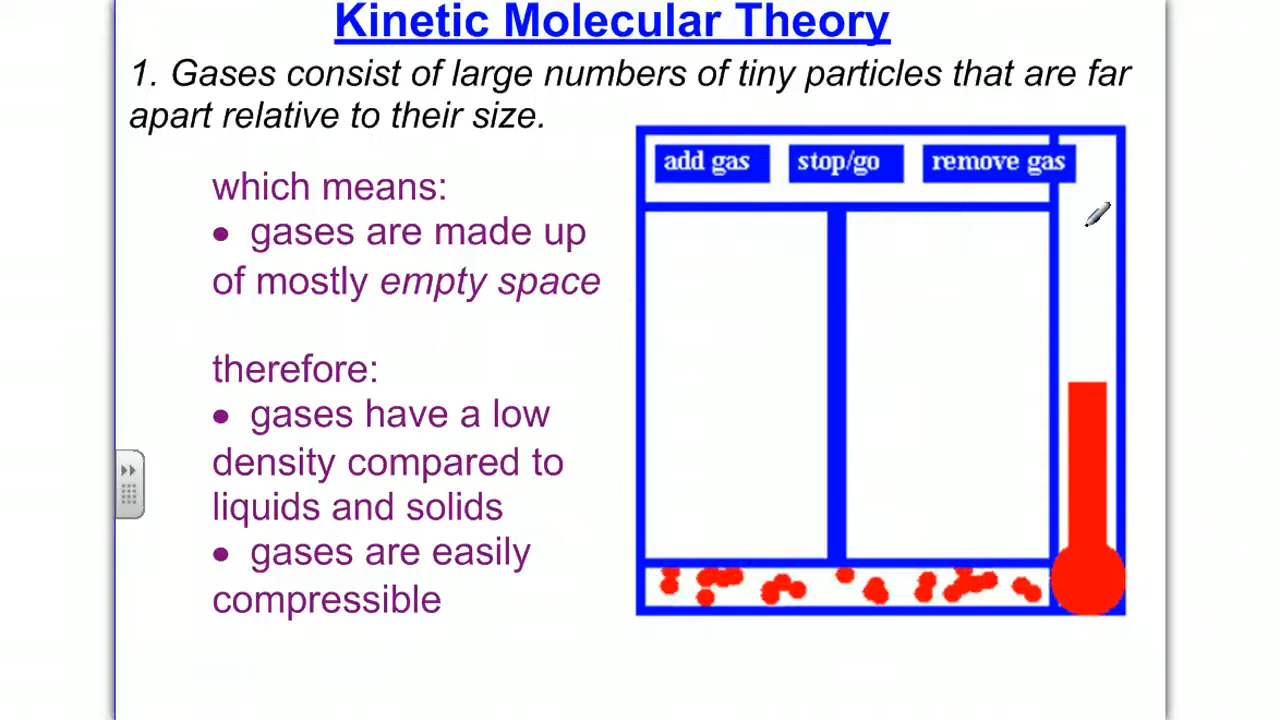 Kinetic Molecular Theory
1. Gases consist of large numbers of tiny particles that are far
apart relative to their size.
which means:
• gases are made up
of mostly empty space
therefore:
• gases have a low
density compared to
liquids and solids
• gases are easily
compressible
add gas
stop/go
remove gas